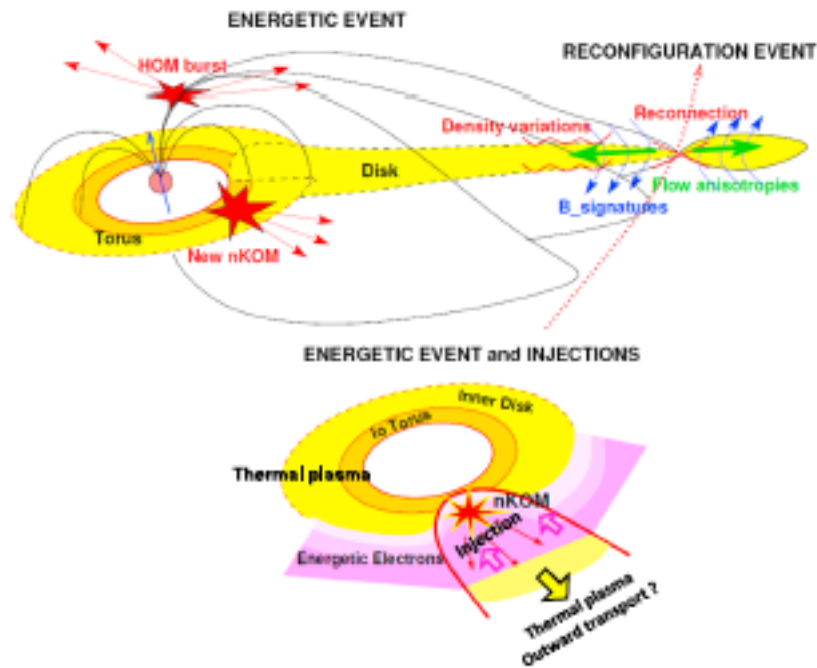 ENERGETIC EVENT
RECONFIGURATION EVENT
HOM burst
Density variations
Reconnection
Disk
B_signatures
Flow anisotropies
Torus
New nKOM
ENERGETIC EVENT and INJECTIONS
Inner Disk
Io Torus
Thermal plasma
nKOM
Injection
Energetic Electrons
Thermal plasma
Outward transport ?